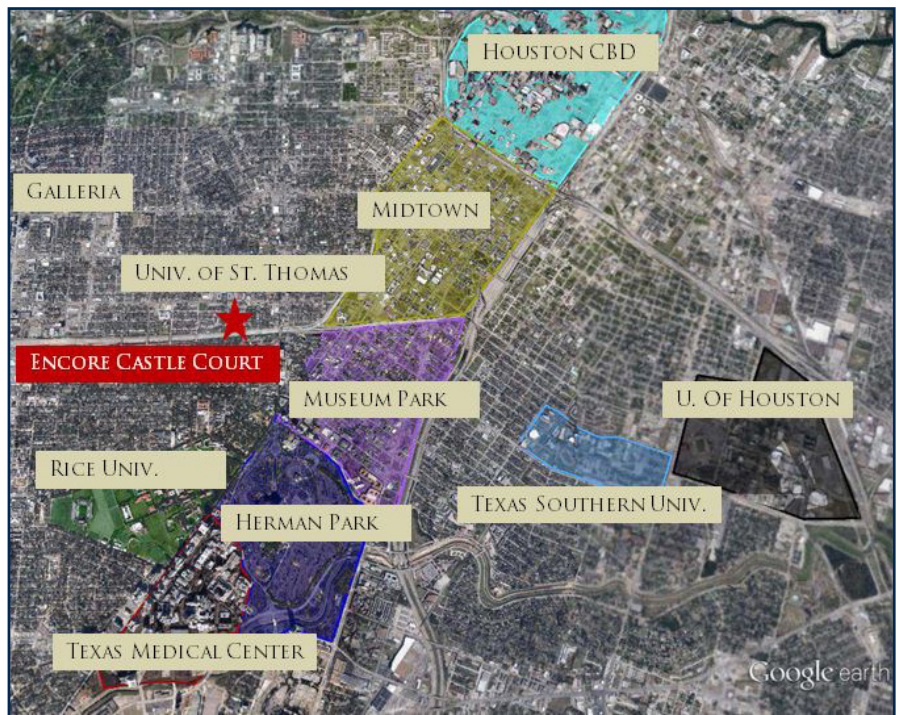 HOUSTON CBD
GALLERIA
MIDTOWN
UNIV. OF ST. THOMAS
ENCORE CASTLE COURT
MUSEUM PARK
U. OF HOUSTON
RICE UNIV.
TEXAS SOUTHERN UNIV.
HERMAN PARK
TEXAS MEDICAL CENTER
Google earth